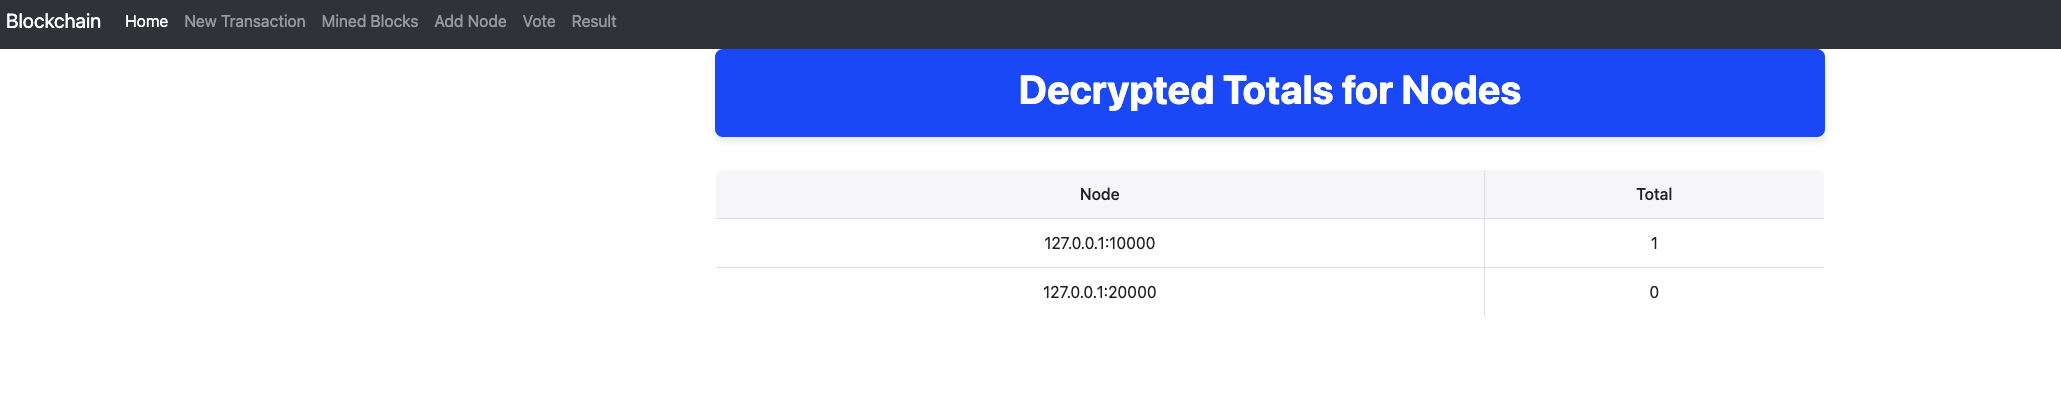 Blockchain Home New Transaction Mined Blocks Add Node Vote Result
Decrypted Totals for Nodes
Node Total
127.0.0.1:10000 1
127.0.0.1:20000 0